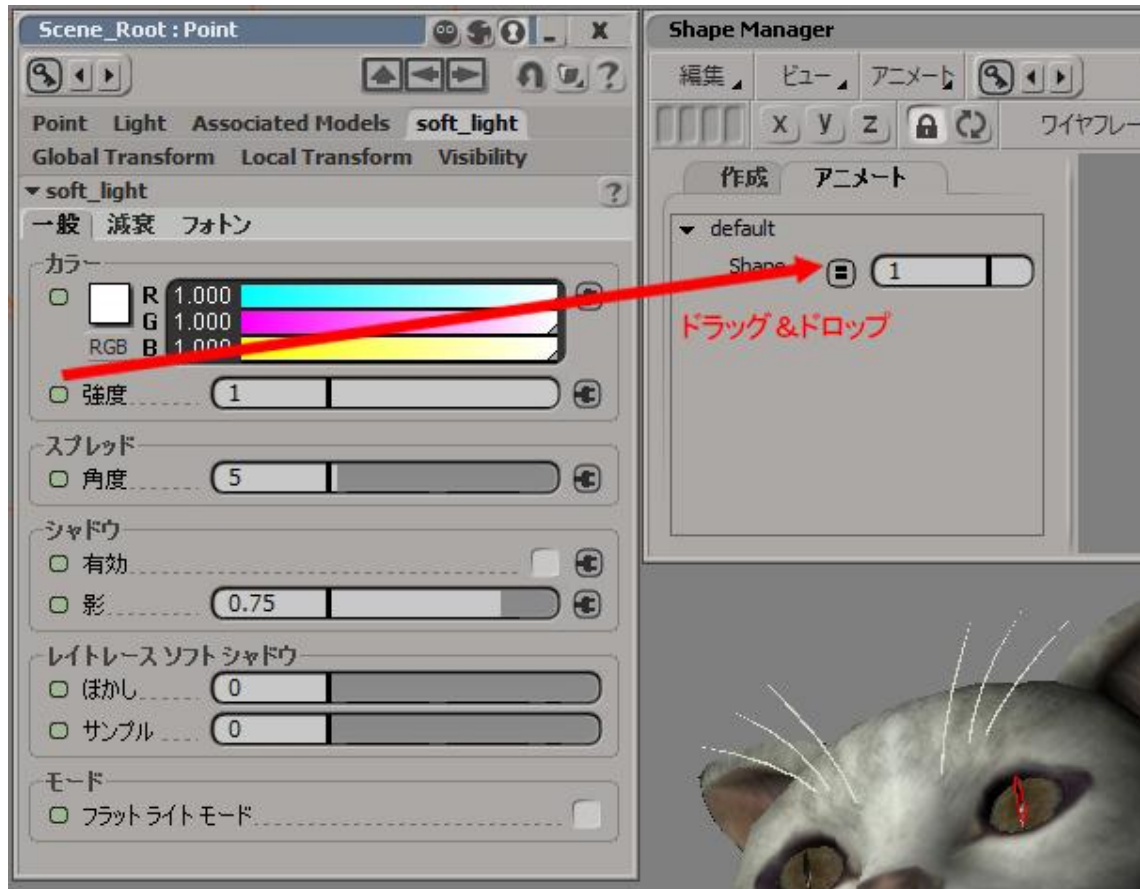 Scene_Root : Point
Point Light Associated Models soft_light
Global Transform Local Transform Visibility
soft_light ?
一般 減衰 フォトン
カラー
R 1.000
G 1.000
RGB B 1.000
強度 1
スプレッド
角度 5
シャドウ
有効
影 0.75
レイトレース ソフト シャドウ
ぼかし 0
サンプル 0
モード
フラット ライト モード
Shape Manager
編集 ビュー アニメート
x y z ワイヤフレー
作成 アニメート
default
Shape 1
ドラッグ&ドロップ